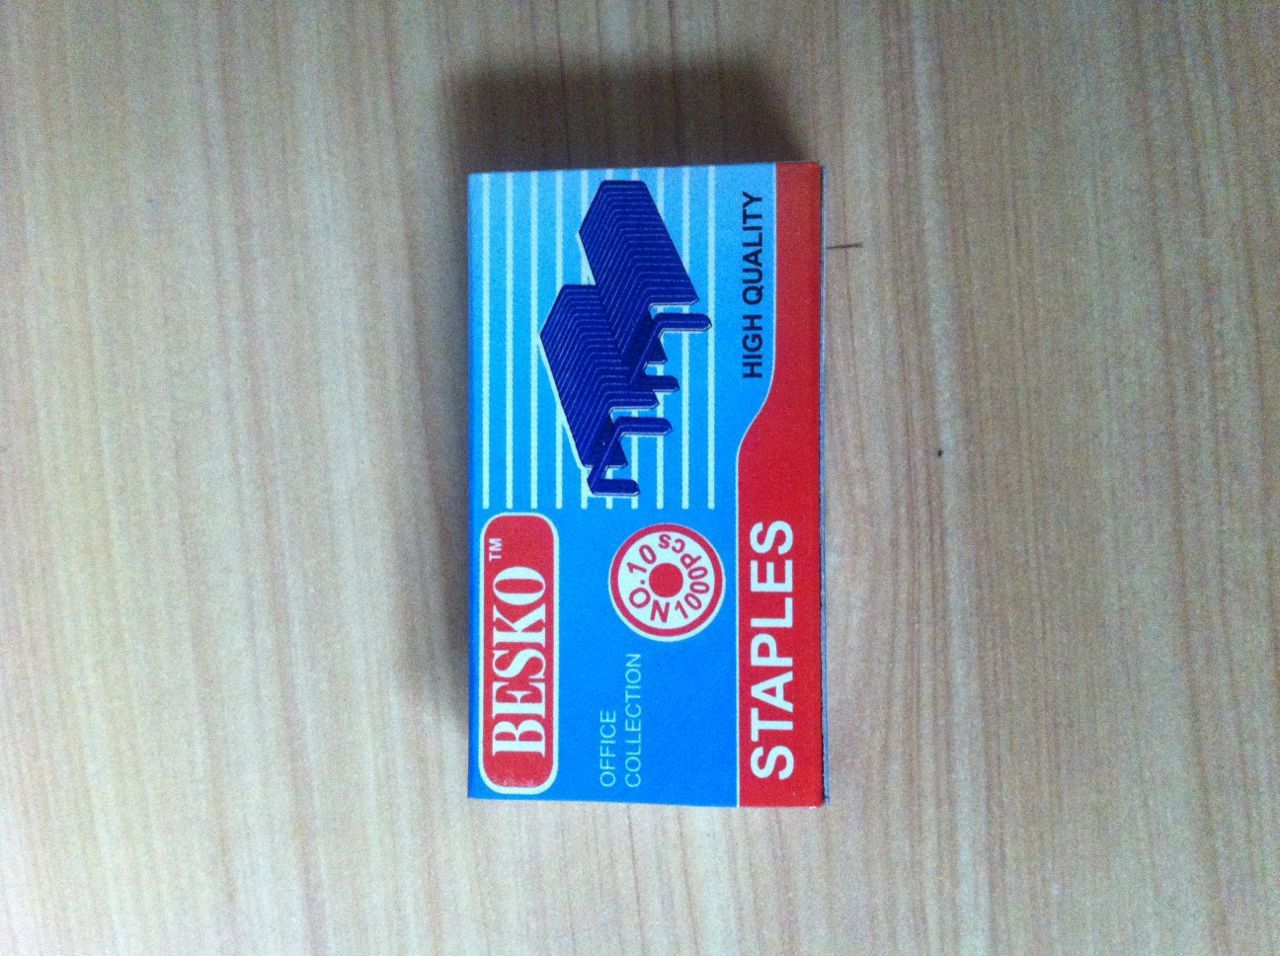 BESKO™
OFFICE
COLLECTION
NO.10
1000PCS
HIGH QUALITY
STAPLES